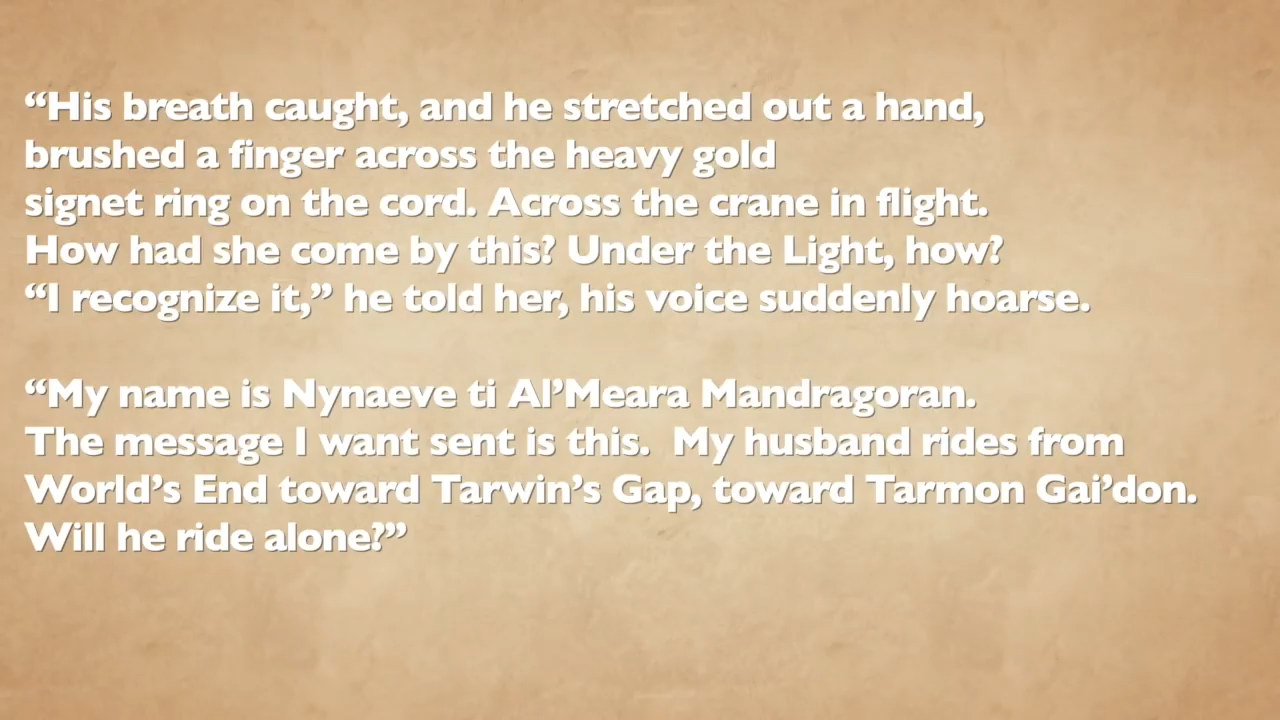 “His breath caught, and he stretched out a hand,
brushed a finger across the heavy gold
signet ring on the cord. Across the crane in flight.
How had she come by this? Under the Light, how?
“I recognize it,” he told her, his voice suddenly hoarse.

“My name is Nynaeve ti Al’Meara Mandragoran.
The message I want sent is this.  My husband rides from
World’s End toward Tarwin’s Gap, toward Tarmon Gai’don.
Will he ride alone?”